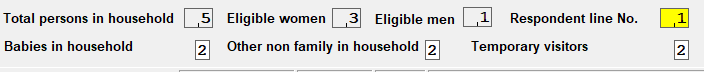 Total persons in household 5 Eligible women 3 Eligible men 1 Respondent line No. 1
Babies in household 2 Other non family in household 2 Temporary visitors 2